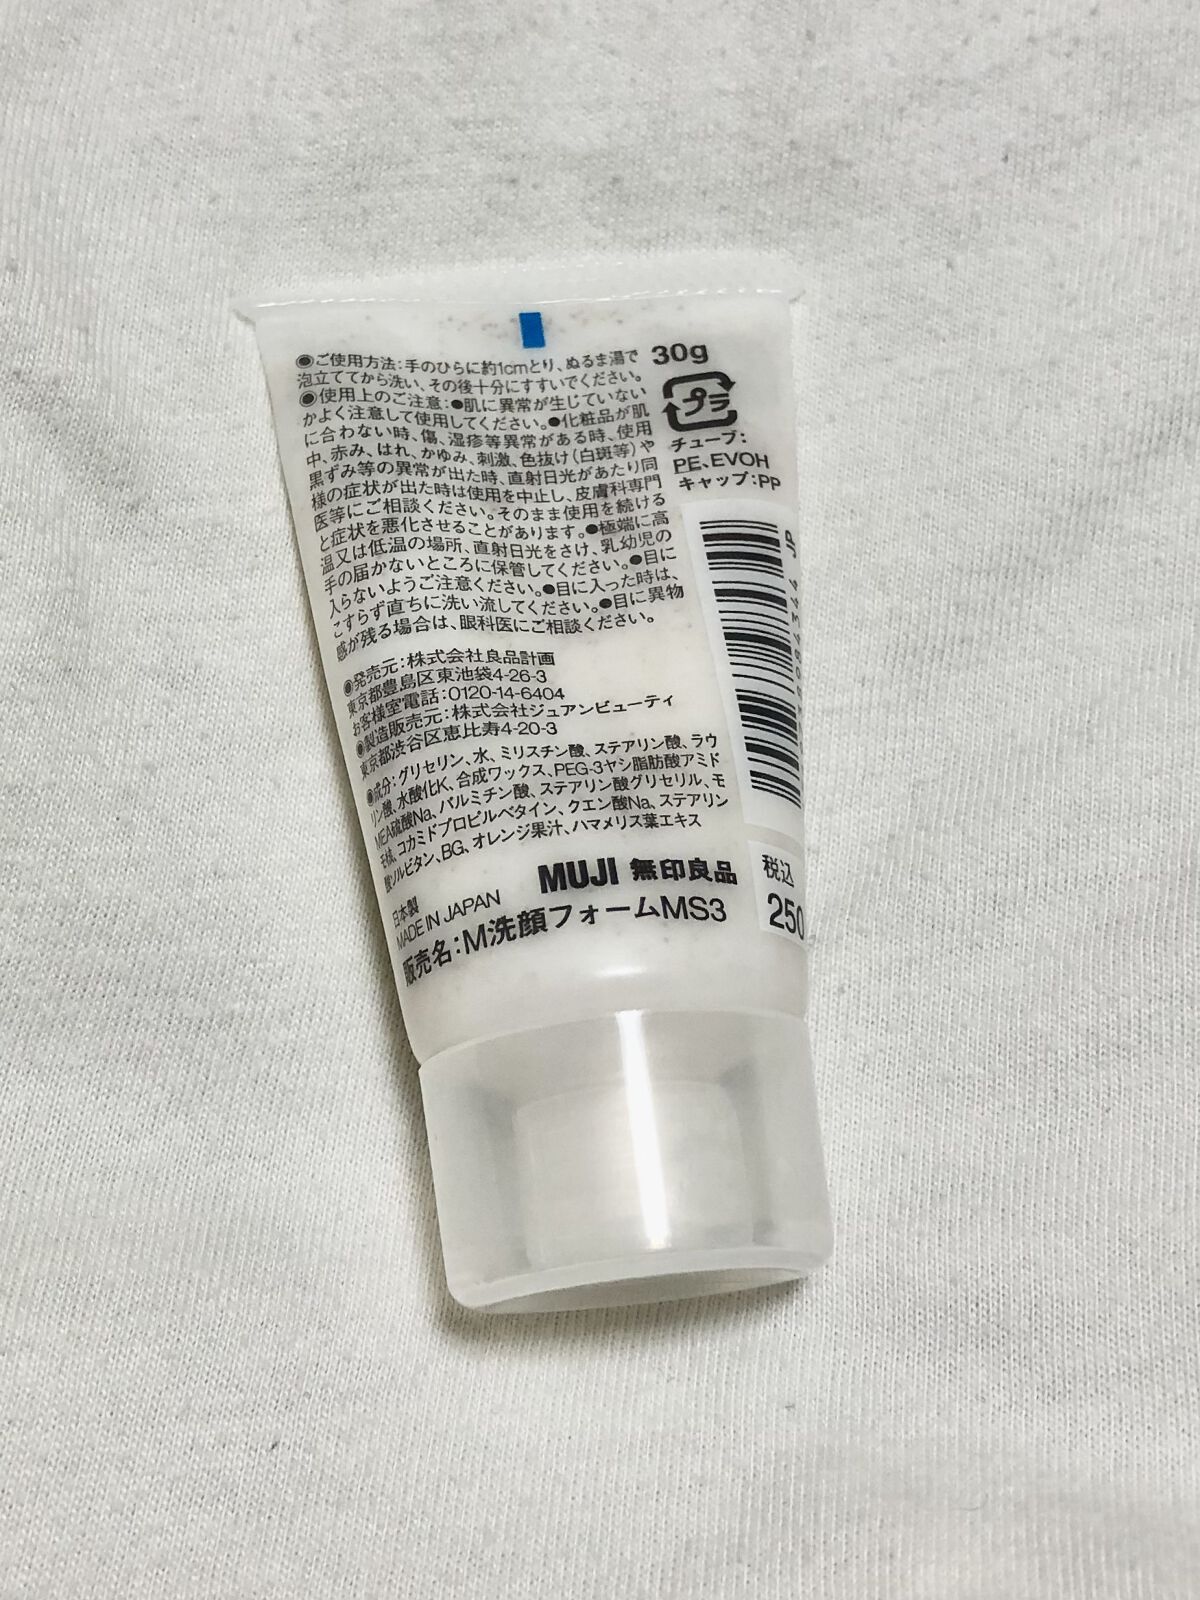 ●ご使用方法：手のひらに約1cmとり、ぬるま湯で
泡立ててから洗い、その後十分にすすいでください。
●使用上のご注意：●肌に異常が生じていない
かよく注意して使用してください。●化粧品が肌
に合わない時、傷、湿疹等異常がある時、使用
中、赤み、はれ、かゆみ、刺激、色抜け（白斑等）や
黒ずみ等の異常が出た時、直射日光があたり同
様の症状が出た時は使用を中止し、皮膚科専門
医等にご相談ください。そのまま使用を続ける
と症状を悪化させることがあります。●極端に高
温又は低温の場所、直射日光をさけ、乳幼児の
手の届かないところに保管してください。●目に
入らないようご注意ください。●目に入った時は、
こすらず直ちに洗い流してください。●目に異物
感が残る場合は、眼科医にご相談ください。
●発売元：株式会社良品計画
東京都豊島区東池袋4-26-3
お客様室電話：0120-14-6404
●製造販売元：株式会社ジュアンビューティ
東京都渋谷区恵比寿4-20-3
●成分：グリセリン、水、ミリスチン酸、ステアリン酸、ラウ
リン酸、水酸化K、合成ワックス、PEG-3ヤシ脂肪酸アミド
MEA硫酸Na、パルミチン酸、ステアリン酸グリセリル、モ
モ核、コカミドプロピルベタイン、クエン酸Na、ステアリン
酸ソルビタン、BG、オレンジ果汁、ハマメリス葉エキス
日本製
MADE IN JAPAN
MUJI 無印良品
販売名：M洗顔フォームMS3
30g
プラ
チューブ：
PE、EVOH
キャップ：PP
JP
税込
250